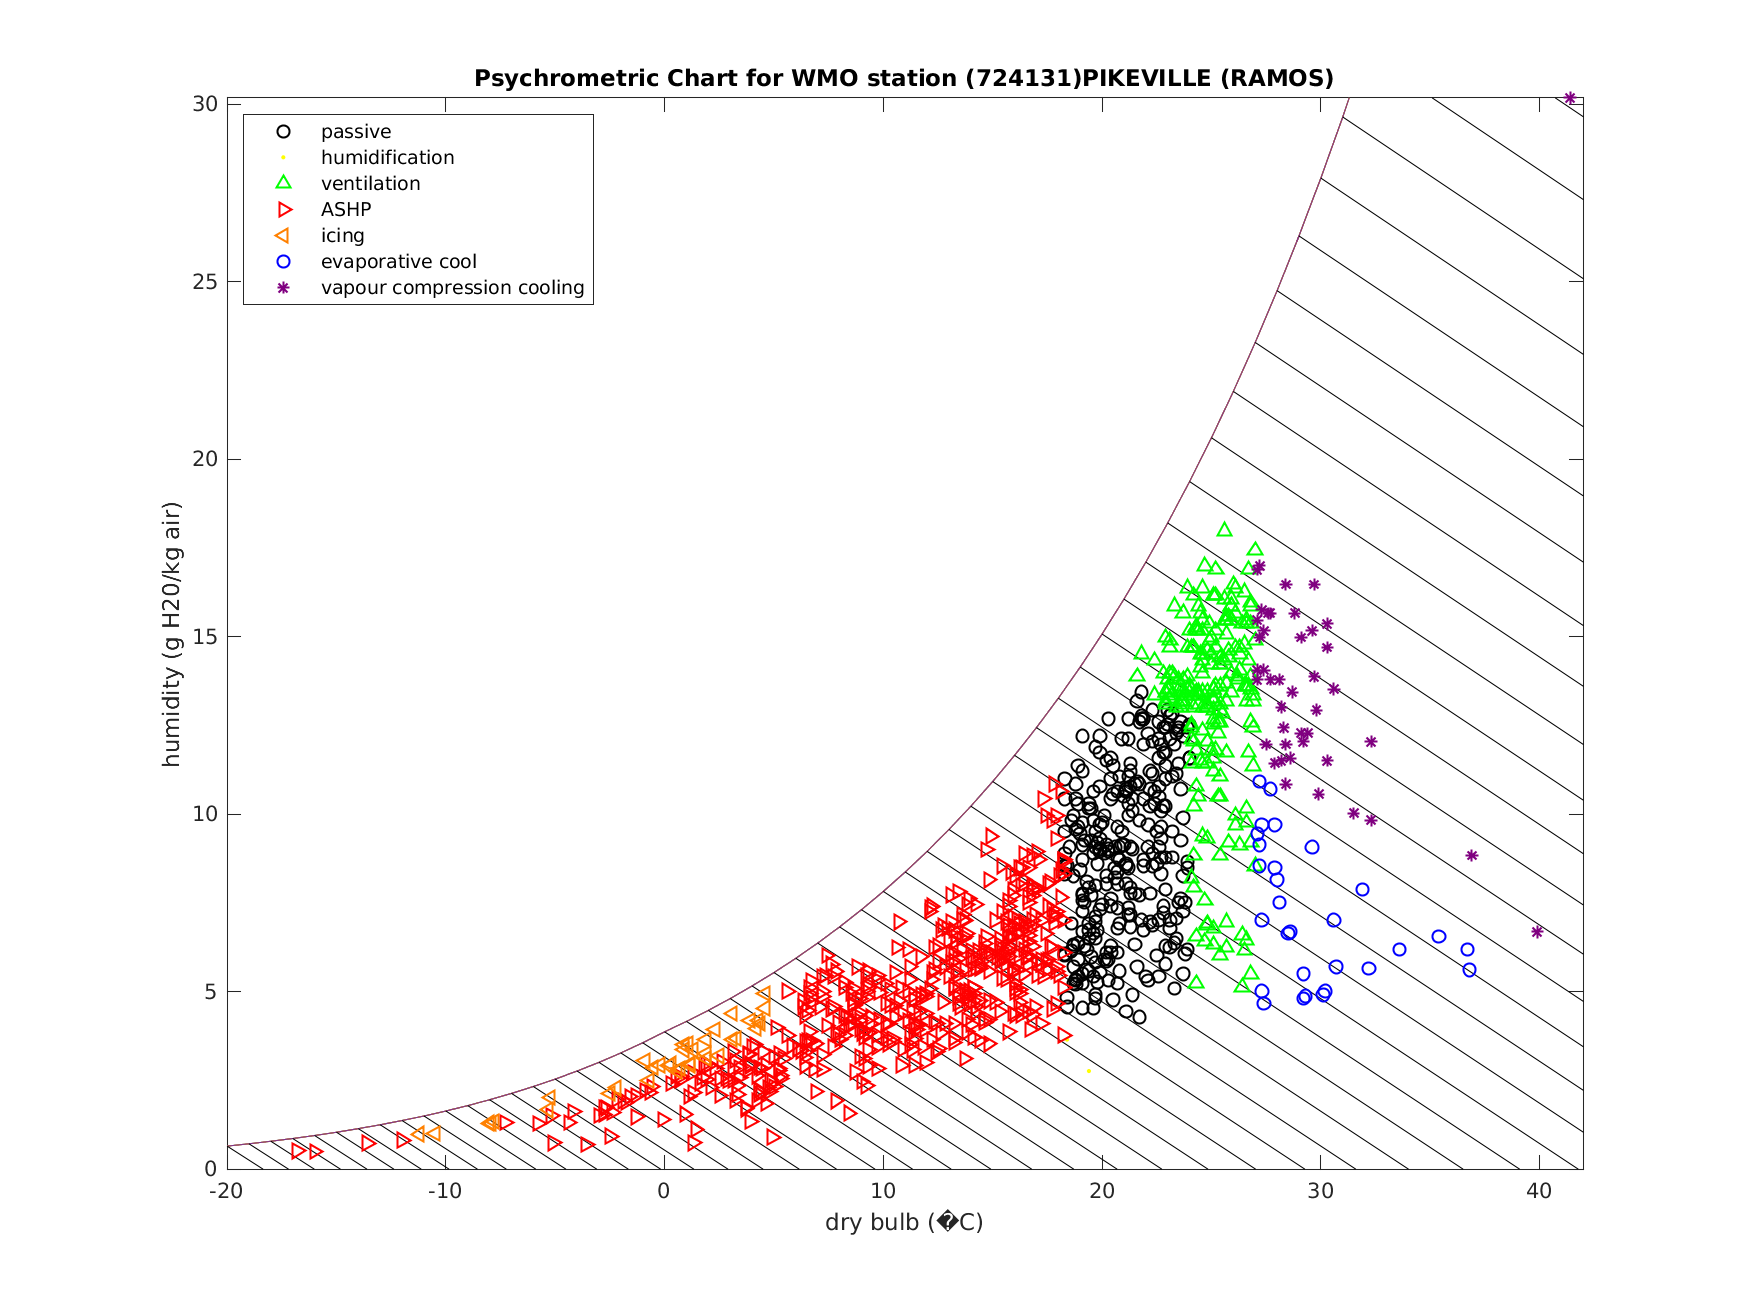 Psychrometric Chart for WMO station (724131)PIKEVILLE (RAMOS)
passive
humidification
ventilation
ASHP
icing
evaporative cool
vapour compression cooling
30
25
20
15
10
5
0
humidity (g H20/kg air)
-20 -10 0 10 20 30 40
dry bulb (�C)